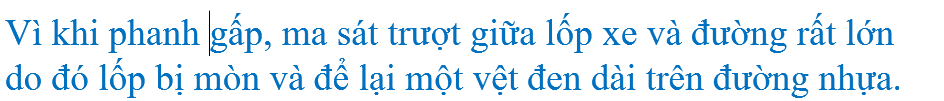 Vì khi phanh gấp, ma sát trượt giữa lốp xe và đường rất lớn
do đó lốp bị mòn và để lại một vệt đen dài trên đường nhựa.